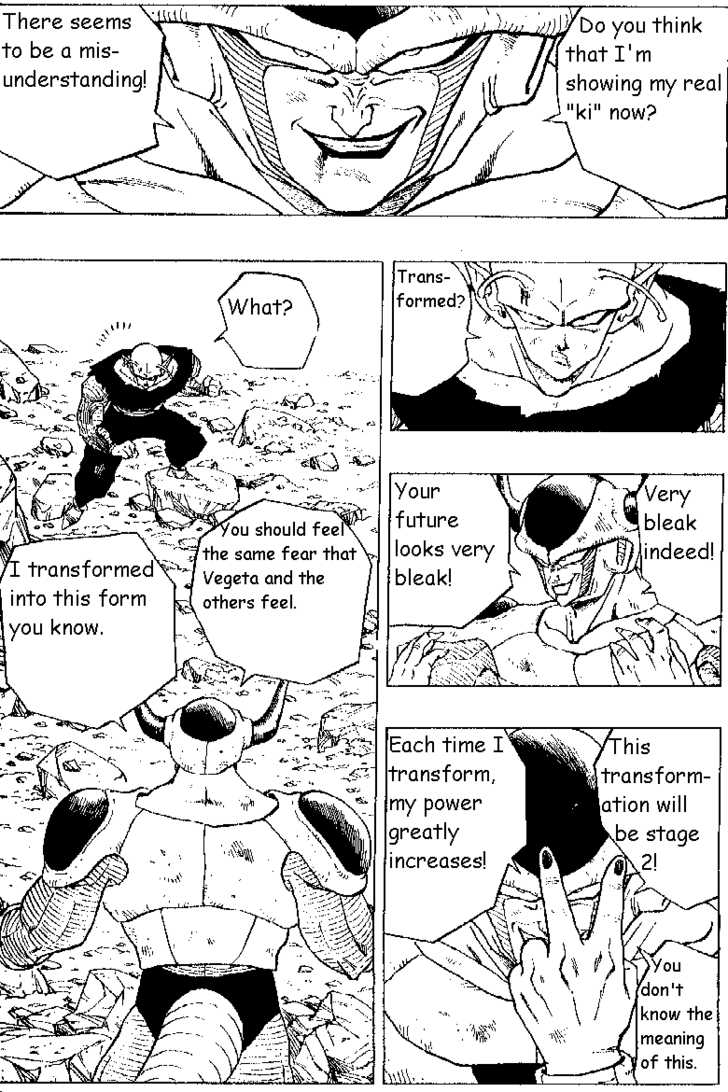 There seems
to be a mis-
understanding!
Do you think
that I'm
showing my real
"ki" now?
What?
I transformed
into this form
you know.
You should feel
the same fear that
Vegeta and the
others feel.
Trans-
formed?
Your
future
looks very
bleak!
Very
bleak
indeed!
Each time I
transform,
my power
greatly
increases!
This
transform-
ation will
be stage
2!
You
don't
know the
meaning
of this.